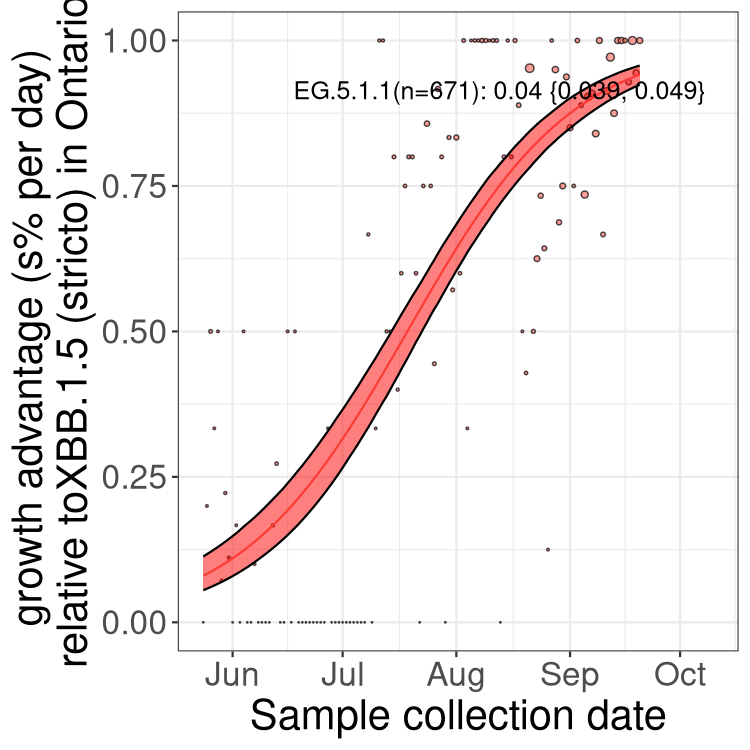 growth advantage (s% per day)
relative toXBB.1.5 (stricto) in Ontario
1.00
0.75
0.50
0.25
0.00
EG.5.1.1(n=671): 0.04 {0.039, 0.049}
Jun Jul Aug Sep Oct
Sample collection date